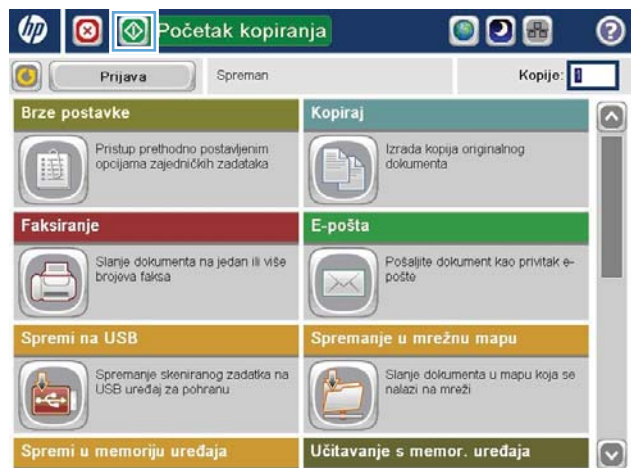 hp
Početak kopiranja
?
Prijava
Spreman
Kopije: 1
Brze postavke
Kopiraj
Pristup prethodno postavljenim
opcijama zajedničkih zadataka
Izrada kopija originalnog
dokumenta
Faksiranje
E-pošta
Slanje dokumenta na jedan ili više
brojeva faksa
Pošaljite dokument kao privitak e-
pošte
Spremi na USB
Spremanje u mrežnu mapu
Spremanje skeniranog zadatka na
USB uređaj za pohranu
Slanje dokumenta u mapu koja se
nalazi na mreži
Spremi u memoriju uređaja
Učitavanje s memor. uređaja